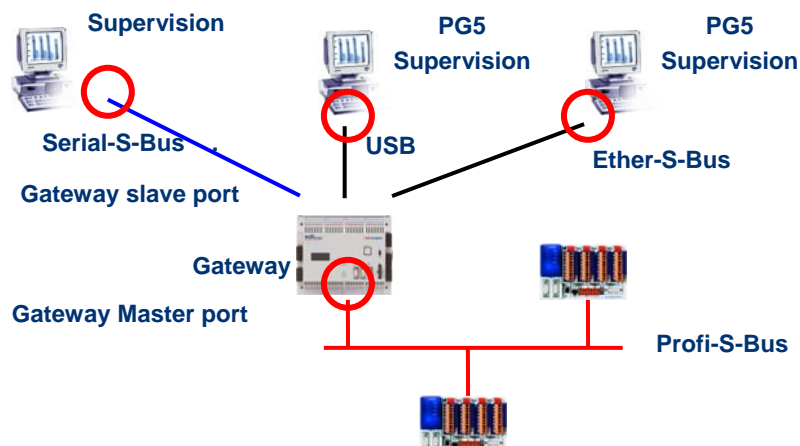 Supervision
PG5
Supervision
PG5
Supervision
Serial-S-Bus .
USB
Ether-S-Bus
Gateway slave port
Gateway
Gateway Master port
Profi-S-Bus